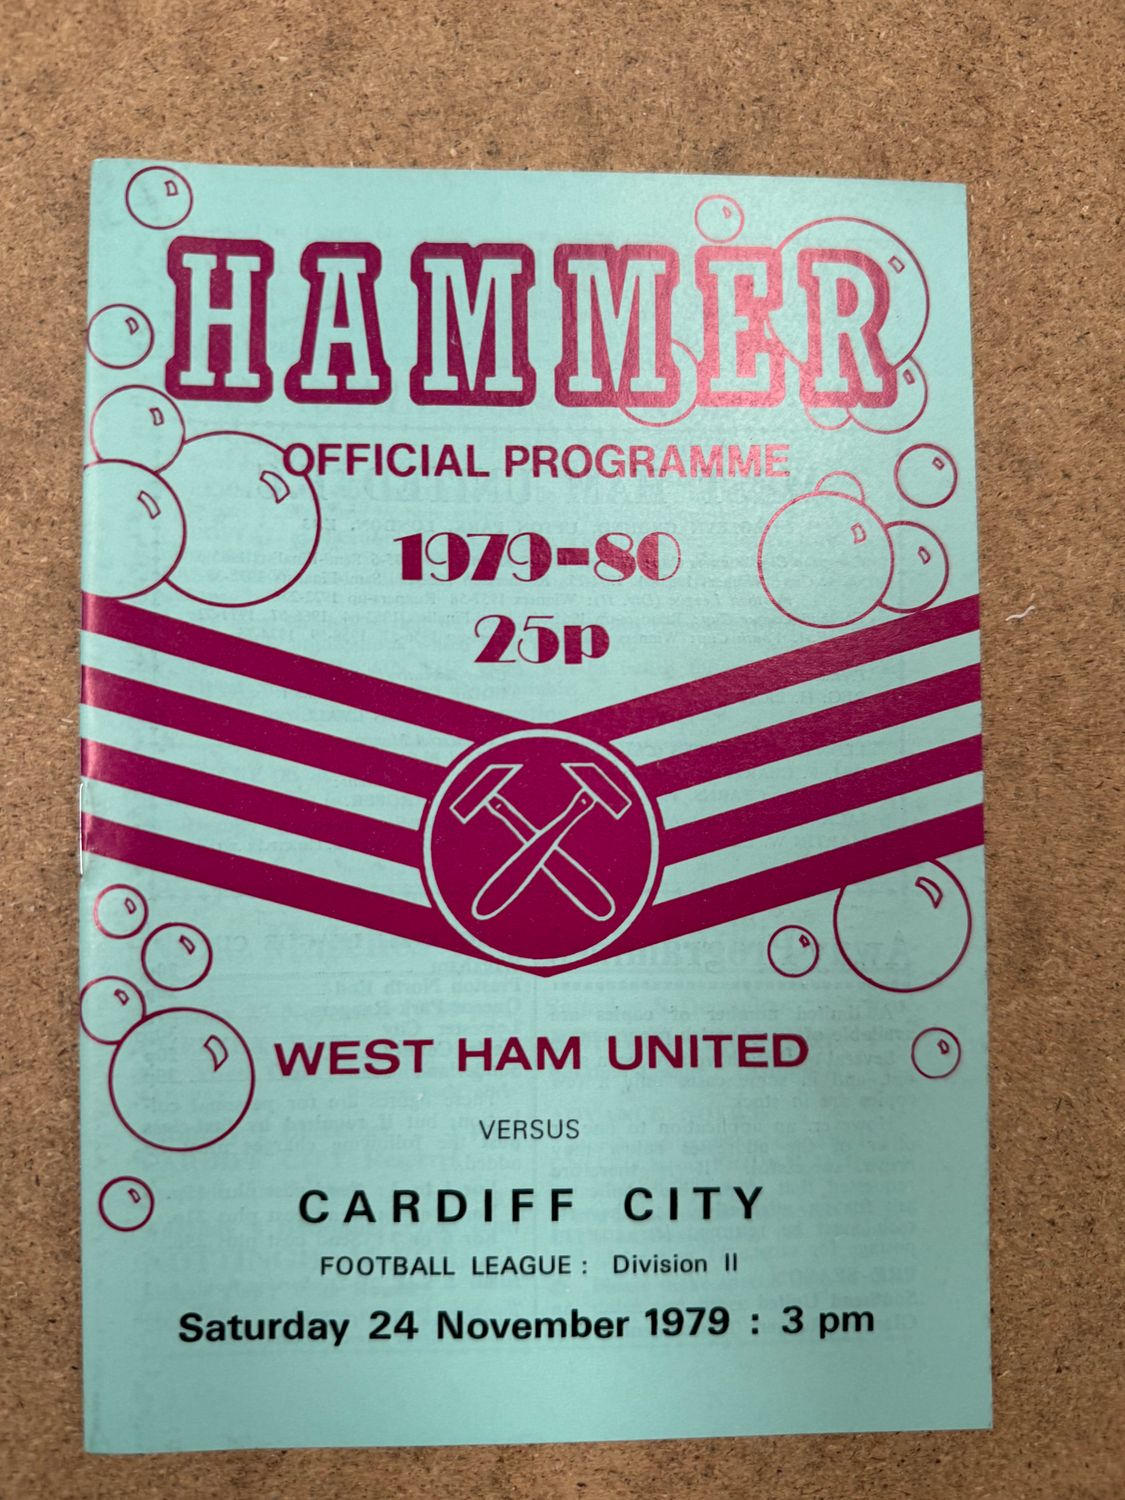 HAMMER
OFFICIAL PROGRAMME
1979-80
25p
WEST HAM UNITED
VERSUS
CARDIFF CITY
FOOTBALL LEAGUE : Division II
Saturday 24 November 1979 : 3 pm